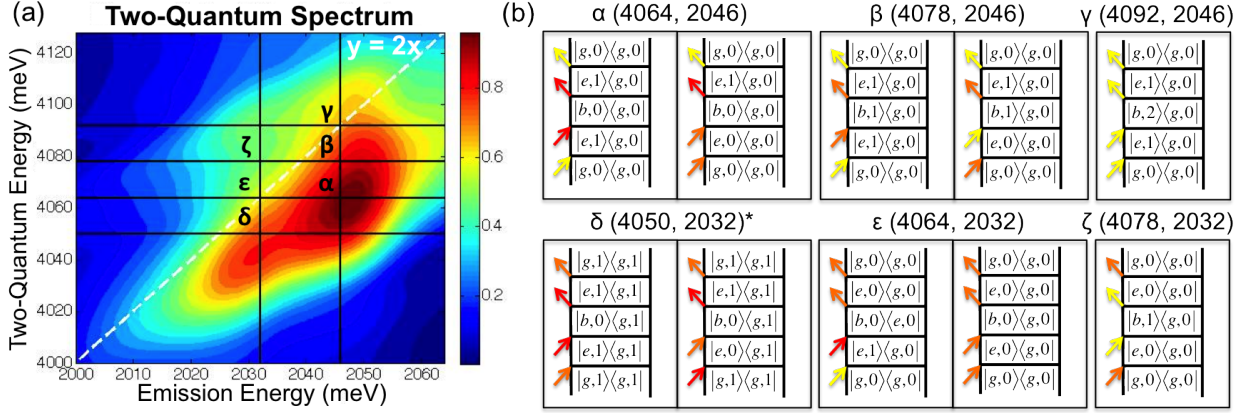 (a)
Two-Quantum Spectrum
Two-Quantum Energy (meV)
4120
4100
4080
4060
4040
4020
4000
2000
2010
2020
2030
2040
2050
2060
Emission Energy (meV)
y = 2x
γ
ζ
β
ε
α
δ
0.8
0.6
0.4
0.2
(b)
α (4064, 2046)
|g,0⟩⟨g,0|
|e,1⟩⟨g,0|
|b,0⟩⟨g,0|
|e,1⟩⟨g,0|
|g,0⟩⟨g,0|
|g,0⟩⟨g,0|
|e,1⟩⟨g,0|
|b,0⟩⟨g,0|
|e,0⟩⟨g,0|
|g,0⟩⟨g,0|
β (4078, 2046)
|g,0⟩⟨g,0|
|e,1⟩⟨g,0|
|b,1⟩⟨g,0|
|e,1⟩⟨g,0|
|g,0⟩⟨g,0|
|g,0⟩⟨g,0|
|e,1⟩⟨g,0|
|b,1⟩⟨g,0|
|e,0⟩⟨g,0|
|g,0⟩⟨g,0|
γ (4092, 2046)
|g,0⟩⟨g,0|
|e,1⟩⟨g,0|
|b,2⟩⟨g,0|
|e,1⟩⟨g,0|
|g,0⟩⟨g,0|
δ (4050, 2032)*
|g,1⟩⟨g,1|
|e,1⟩⟨g,1|
|b,0⟩⟨g,1|
|e,1⟩⟨g,1|
|g,1⟩⟨g,1|
|g,1⟩⟨g,1|
|e,1⟩⟨g,1|
|b,0⟩⟨g,1|
|e,0⟩⟨g,1|
|g,1⟩⟨g,1|
ε (4064, 2032)
|g,0⟩⟨g,0|
|e,0⟩⟨g,0|
|b,0⟩⟨e,0|
|e,1⟩⟨g,0|
|g,0⟩⟨g,0|
|g,0⟩⟨g,0|
|e,0⟩⟨g,0|
|b,0⟩⟨g,0|
|e,0⟩⟨g,0|
|g,0⟩⟨g,0|
ζ (4078, 2032)
|g,0⟩⟨g,0|
|e,0⟩⟨g,0|
|b,1⟩⟨g,0|
|e,0⟩⟨g,0|
|g,0⟩⟨g,0|